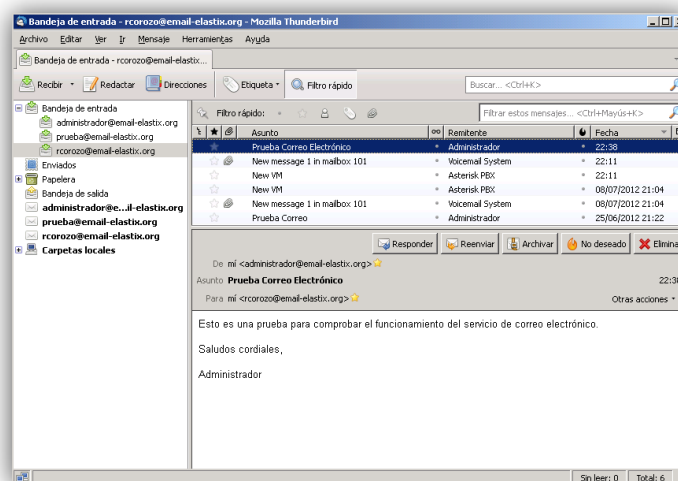 Bandeja de entrada - rcorozo@email-elastix.org - Mozilla Thunderbird
Archivo Editar Ver Ir Mensaje Herramientas Ayuda
Bandeja de entrada - rcorozo@email-elastix...
Recibir Redactar Direcciones Etiqueta Filtro rápido Buscar... <Ctrl+K>
Bandeja de entrada
administrador@email-elastix.org
prueba@email-elastix.org
rcorozo@email-elastix.org
Enviados
Papelera
Bandeja de salida
administrador@e...il-elastix.org
prueba@email-elastix.org
rcorozo@email-elastix.org
Carpetas locales
Filtro rápido: Filtrar estos mensajes... <Ctrl+Mayús+K>
Asunto Remitente Fecha
Prueba Correo Electrónico Administrador 22:38
New message 1 in mailbox 101 Voicemail System 22:11
New VM Asterisk PBX 22:11
New VM Asterisk PBX 08/07/2012 21:04
New message 1 in mailbox 101 Voicemail System 08/07/2012 21:04
Prueba Correo Administrador 25/06/2012 21:22
Responder Reenviar Archivar No deseado Elimina
De mí <administrador@email-elastix.org>
Asunto Prueba Correo Electrónico 22:38
Para mí <rcorozo@email-elastix.org> Otras acciones
Esto es una prueba para comprobar el funcionamiento del servicio de correo electrónico.
Saludos cordiales,
Administrador
Sin leer: 0 Total: 6